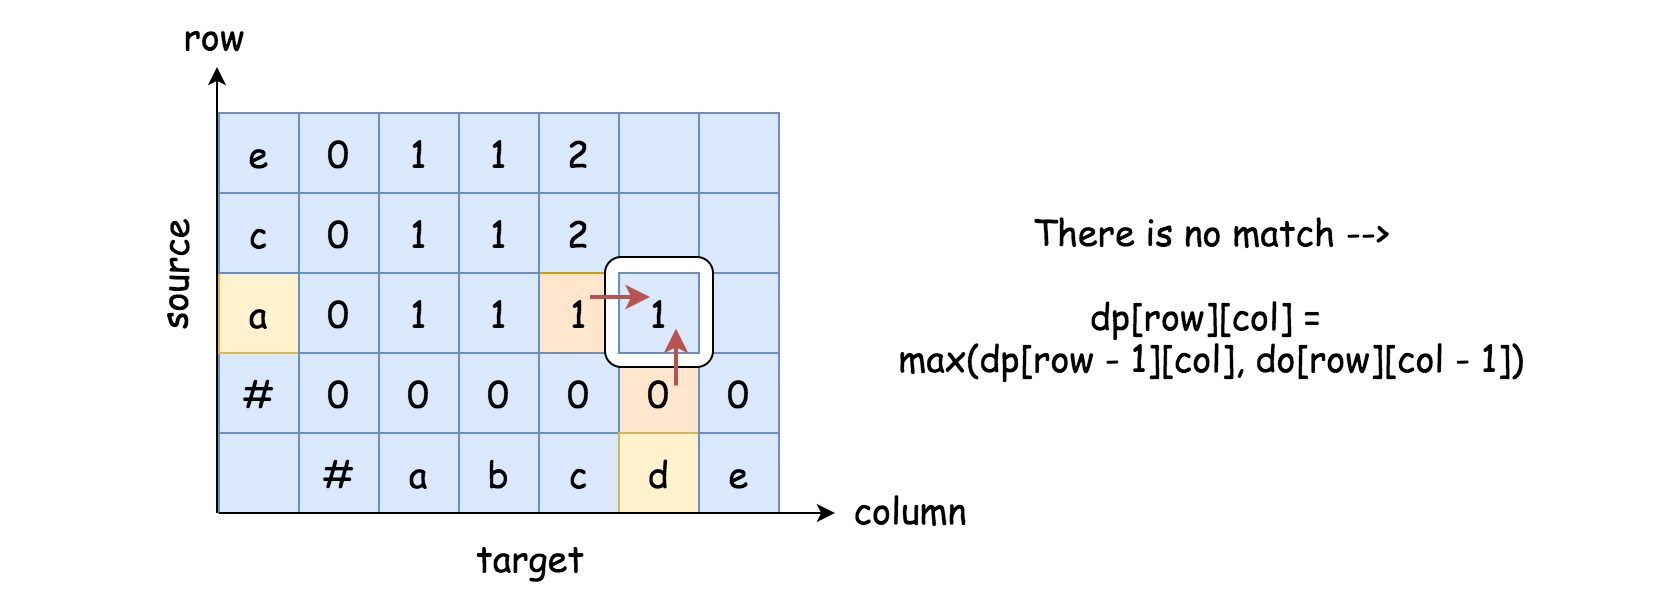 row
e 0 1 1 2
c 0 1 1 2
a 0 1 1 1 1
# 0 0 0 0 0 0
# a b c d e
source
column
target
There is no match -->
dp[row][col] =
max(dp[row - 1][col], do[row][col - 1])